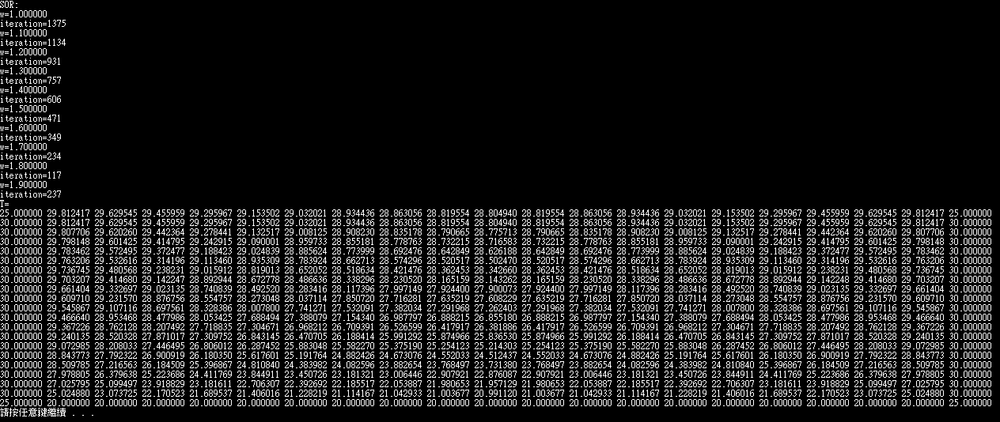 SOR:
w=1.000000
iteration=1375
w=1.100000
iteration=1134
w=1.200000
iteration=931
w=1.300000
iteration=757
w=1.400000
iteration=606
w=1.500000
iteration=471
w=1.600000
iteration=349
w=1.700000
iteration=234
w=1.800000
iteration=117
w=1.900000
iteration=237
T=
25.000000 29.812417 29.629545 29.455959 29.295967 29.153502 29.032021 28.934436 28.863056 28.819554 28.804940 28.819554 28.863056 28.934436 29.032021 29.153502 29.295967 29.455959 29.629545 29.812417 25.000000
30.000000 29.812417 29.629545 29.455959 29.295967 29.153502 29.032021 28.934436 28.863056 28.819554 28.804940 28.819554 28.863056 28.934436 29.032021 29.153502 29.295967 29.455959 29.629545 29.812417 30.000000
30.000000 29.807706 29.620260 29.442364 29.278441 29.132517 29.008125 28.908230 28.835178 28.790665 28.775713 28.790665 28.835178 28.908230 29.008125 29.132517 29.278441 29.442364 29.620260 29.807706 30.000000
30.000000 29.798148 29.601425 29.414795 29.242915 29.090001 28.959733 28.855181 28.778763 28.732215 28.716583 28.732215 28.778763 28.855181 28.959733 29.090001 29.242915 29.414795 29.601425 29.798148 30.000000
30.000000 29.783462 29.572495 29.372477 29.188423 29.024839 28.885624 28.773999 28.692476 28.642849 28.626188 28.642849 28.692476 28.773999 28.885624 29.024839 29.188423 29.372477 29.572495 29.783462 30.000000
30.000000 29.763206 29.532616 29.314196 29.113460 28.935309 28.783924 28.662713 28.574296 28.520517 28.502470 28.520517 28.574296 28.662713 28.783924 28.935309 29.113460 29.314196 29.532616 29.763206 30.000000
30.000000 29.736745 29.480568 29.238231 29.015912 28.819013 28.652052 28.518634 28.421476 28.362453 28.342660 28.362453 28.421476 28.518634 28.652052 28.819013 29.015912 29.238231 29.480568 29.736745 30.000000
30.000000 29.703207 29.414680 29.142247 28.892944 28.672778 28.486636 28.338296 28.230520 28.165159 28.143262 28.165159 28.230520 28.338296 28.486636 28.672778 28.892944 29.142248 29.414680 29.703207 30.000000
30.000000 29.661404 29.332697 29.023135 28.740839 28.492520 28.283414 28.117396 27.997149 27.924400 27.900073 27.924400 27.997149 28.117396 28.283414 28.492520 28.740839 29.023135 29.332697 29.661404 30.000000
30.000000 29.609710 29.231570 28.876756 28.554757 28.273048 28.037114 27.850720 27.716281 27.635219 27.608229 27.635219 27.716281 27.850720 28.037114 28.273048 28.554757 28.876756 29.231570 29.609710 30.000000
30.000000 29.545867 29.107116 28.697561 28.328386 28.007800 27.741271 27.532091 27.382034 27.291968 27.262403 27.291968 27.382034 27.532091 27.741271 28.007800 28.328386 28.697561 29.107116 29.545867 30.000000
30.000000 29.466640 28.953468 28.477986 28.053425 27.688494 27.388079 27.154340 26.987797 26.888215 26.855180 26.888215 26.987797 27.154340 27.388079 27.688494 28.053425 28.477986 28.953468 29.466640 30.000000
30.000000 29.367226 28.762128 28.207492 27.718835 27.304671 26.968212 26.709391 26.526599 26.417917 26.381886 26.417917 26.526599 26.709391 26.968212 27.304671 27.718835 28.207492 28.762128 29.367226 30.000000
30.000000 29.240135 28.520328 27.871017 27.309752 26.843145 26.470705 26.188414 25.991292 25.874966 25.836530 25.874966 25.991292 26.188414 26.470705 26.843145 27.309752 27.871017 28.520328 29.240135 30.000000
30.000000 29.072985 28.208033 27.446495 26.806012 26.287452 25.883048 25.582270 25.375190 25.254123 25.214303 25.254123 25.375190 25.582270 25.883048 26.287452 26.806012 27.446495 28.208033 29.072985 30.000000
30.000000 28.843773 27.792322 26.900919 26.180350 25.617601 25.191764 24.882426 24.673076 24.552033 24.512437 24.552033 24.673076 24.882426 25.191764 25.617601 26.180350 26.900919 27.792322 28.843773 30.000000
30.000000 28.509785 27.216563 26.184509 25.396867 24.810840 24.383982 24.082596 23.882654 23.768497 23.731380 23.768497 23.882654 24.082596 24.383982 24.810840 25.396867 26.184509 27.216563 28.509785 30.000000
30.000000 27.978805 26.379638 25.223686 24.411769 23.844911 23.450726 23.181321 23.006446 22.907921 22.876087 22.907921 23.006446 23.181321 23.450726 23.844911 24.411769 25.223686 26.379638 27.978805 30.000000
30.000000 27.025795 25.099497 23.918829 23.181611 22.706307 22.392692 22.185517 22.053887 21.980653 21.957129 21.980653 22.053887 22.185517 22.392692 22.706307 23.181611 23.918829 25.099497 27.025795 30.000000
30.000000 25.024880 23.073725 22.170523 21.689537 21.406016 21.228219 21.114167 21.042933 21.003677 20.991120 21.003677 21.042933 21.114167 21.228219 21.406016 21.689537 22.170523 23.073725 25.024880 30.000000
25.000000 20.000000 20.000000 20.000000 20.000000 20.000000 20.000000 20.000000 20.000000 20.000000 20.000000 20.000000 20.000000 20.000000 20.000000 20.000000 20.000000 20.000000 20.000000 20.000000 25.000000
請按任意鍵繼續 . . .